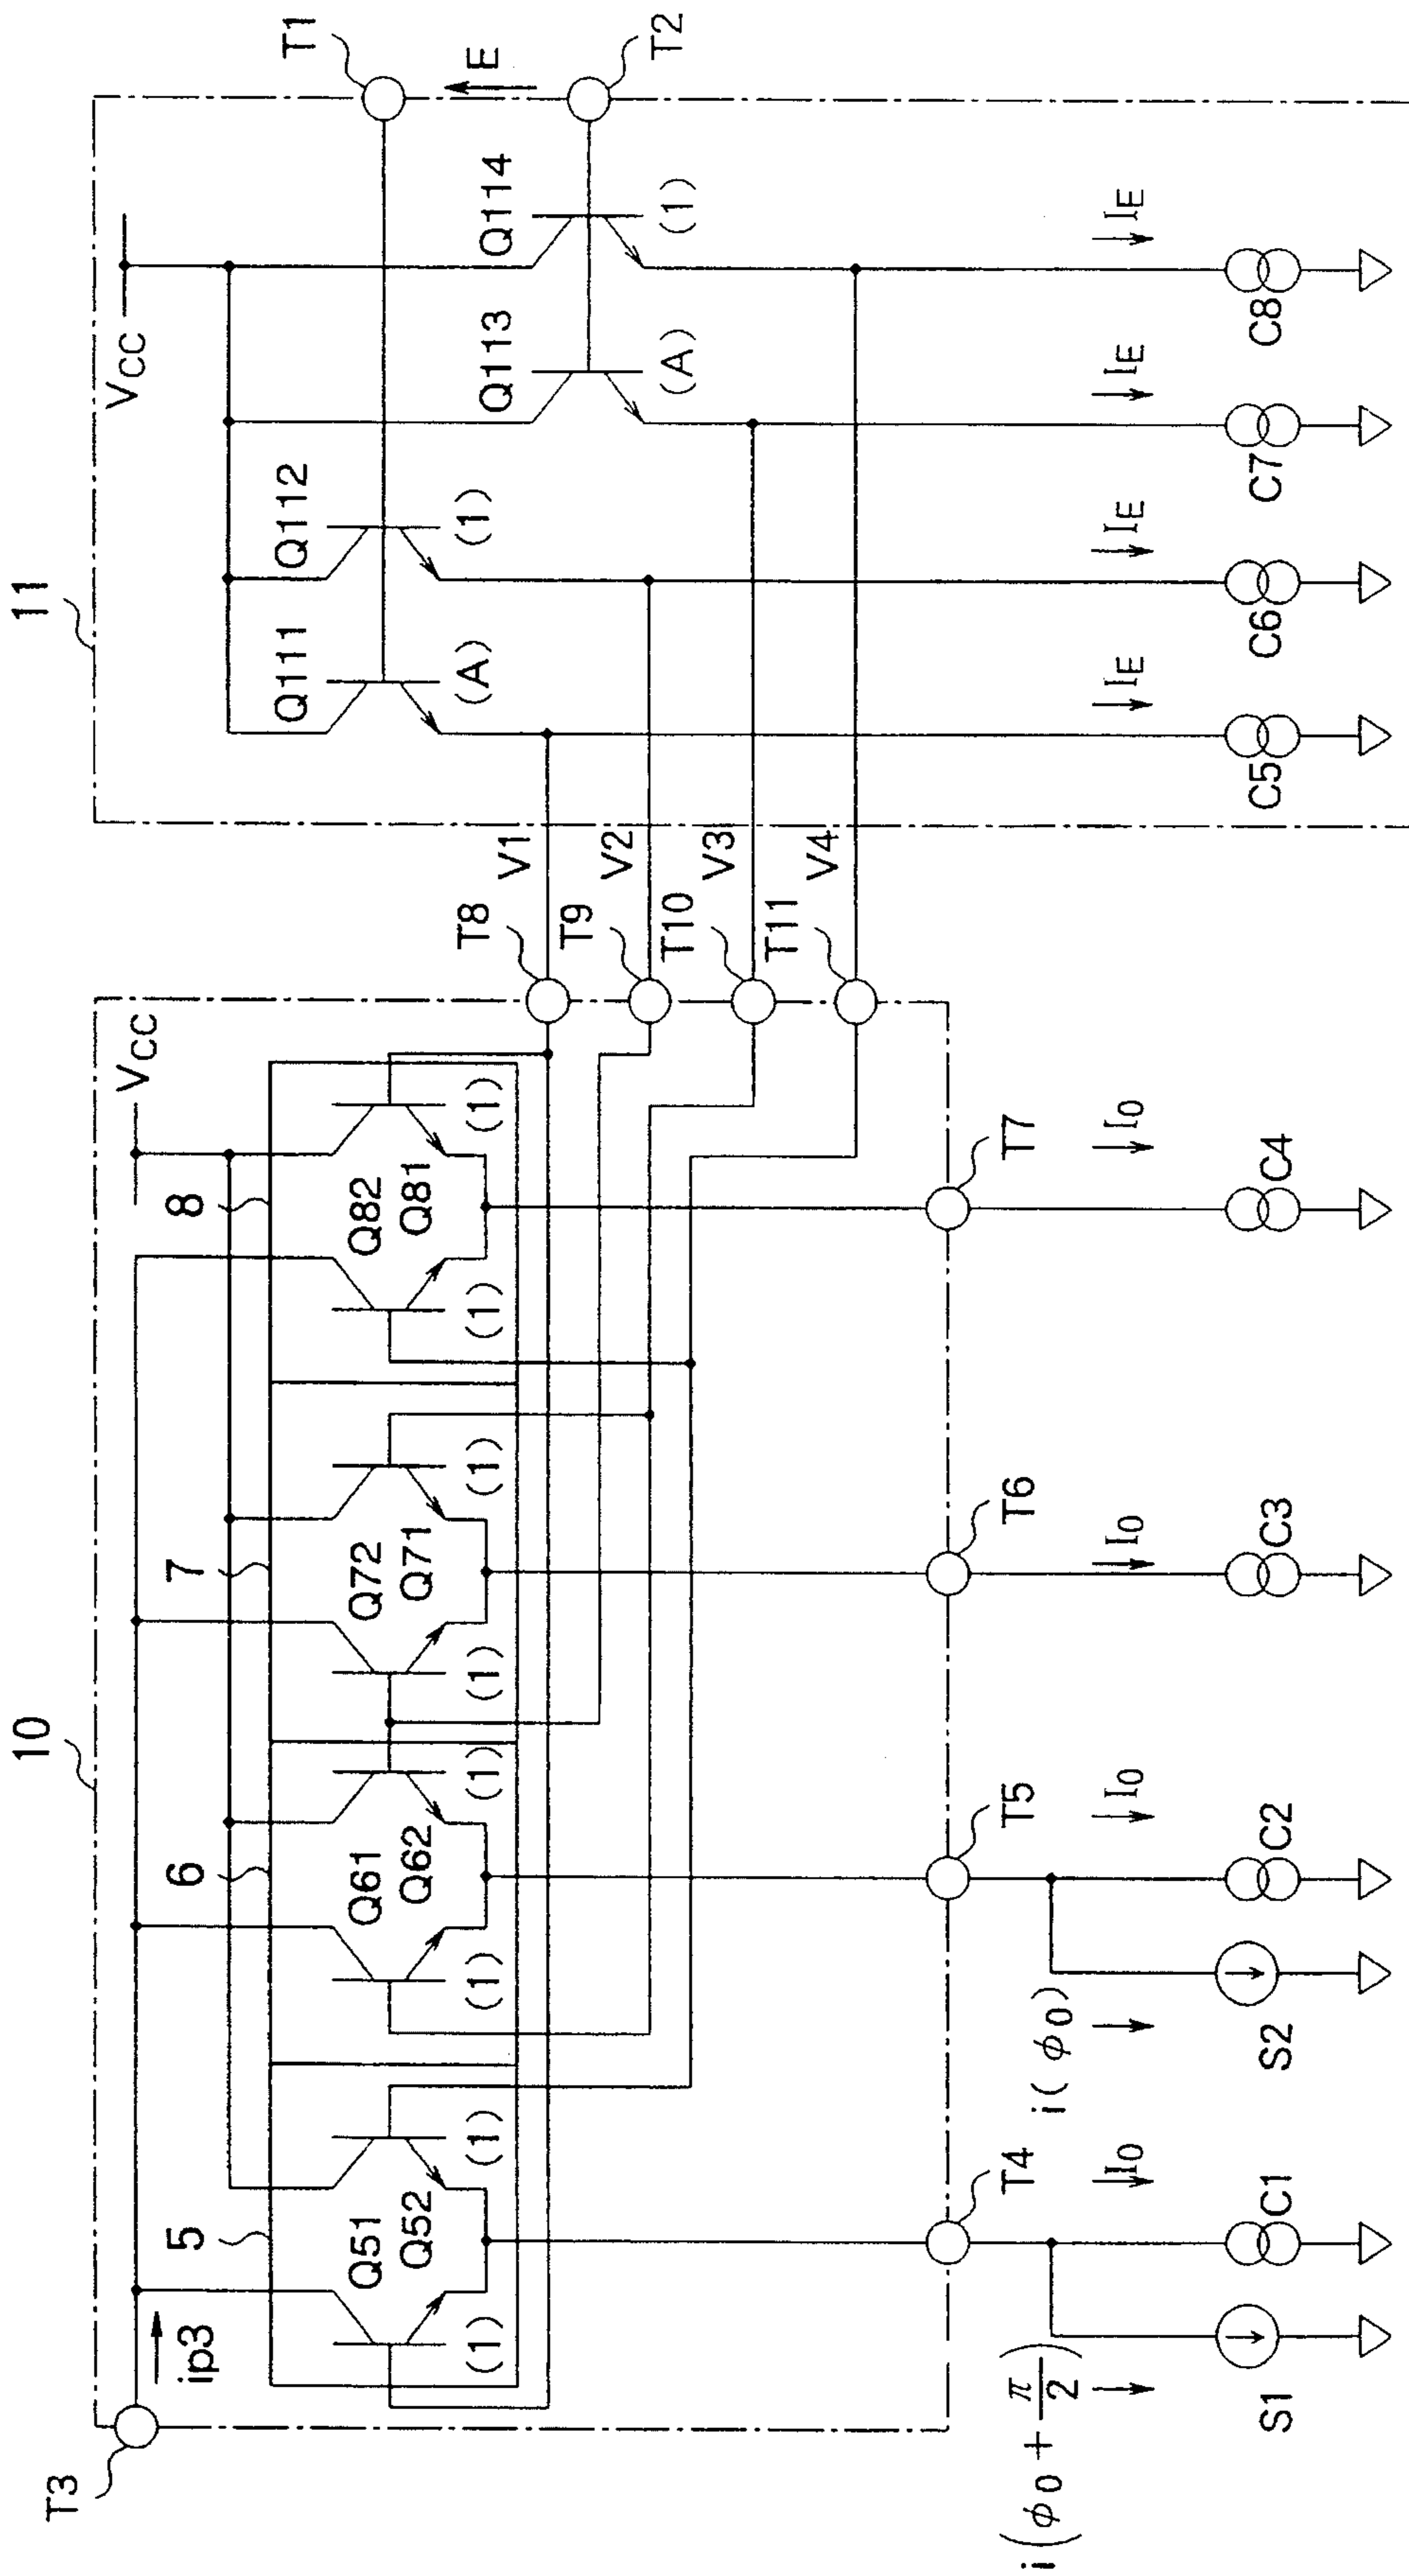 10
11
T3
ip3
VCC
5
6
7
8
Q51
Q52
(1)
(1)
Q61
Q62
(1)
(1)
Q72
Q71
(1)
(1)
Q82
Q81
(1)
(1)
T8
T9
T10
T11
V1
V2
V3
V4
VCC
Q111
(A)
Q112
(1)
Q113
(A)
Q114
(1)
T1
E
T2
T4
T5
T6
T7
i(φ0 + π/2)
I0
i(φ0)
I0
I0
I0
IE
IE
IE
IE
S1
C1
S2
C2
C3
C4
C5
C6
C7
C8